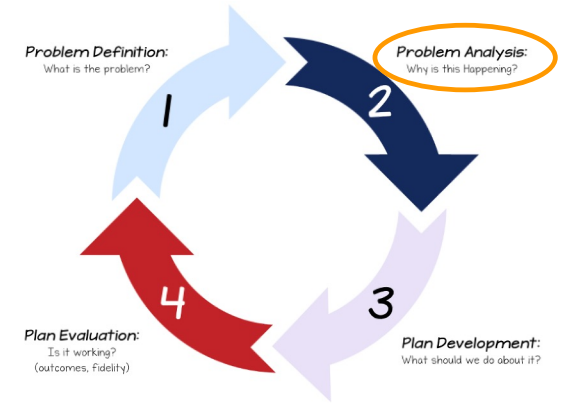 Problem Definition:
What is the problem?
1
Problem Analysis:
Why is this Happening?
2
3
Plan Development:
What should we do about it?
4
Plan Evaluation:
Is it working?
(outcomes, fidelity)